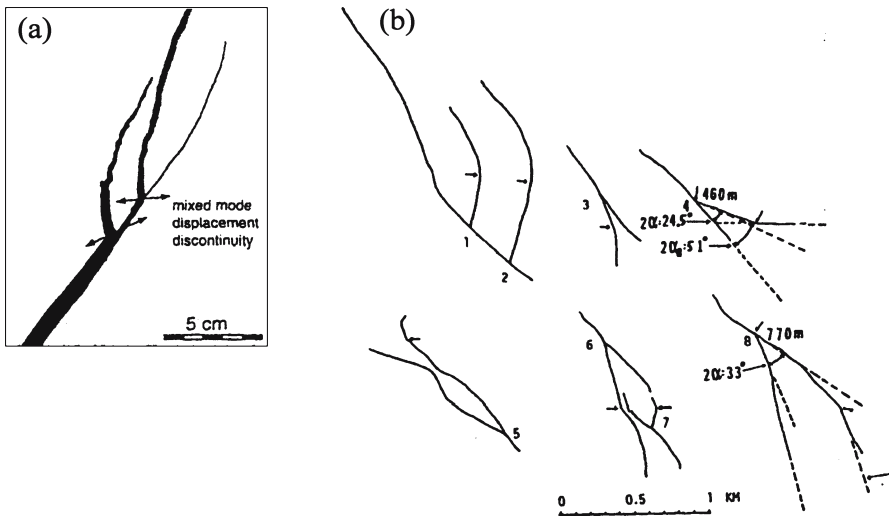 (a)
mixed mode
displacement
discontinuity
5 cm
(b)
1
2
3
4
460m
2α:24.5°
2αB:51°
5
6
7
8
770m
2α:33°
0 0.5 1 KM